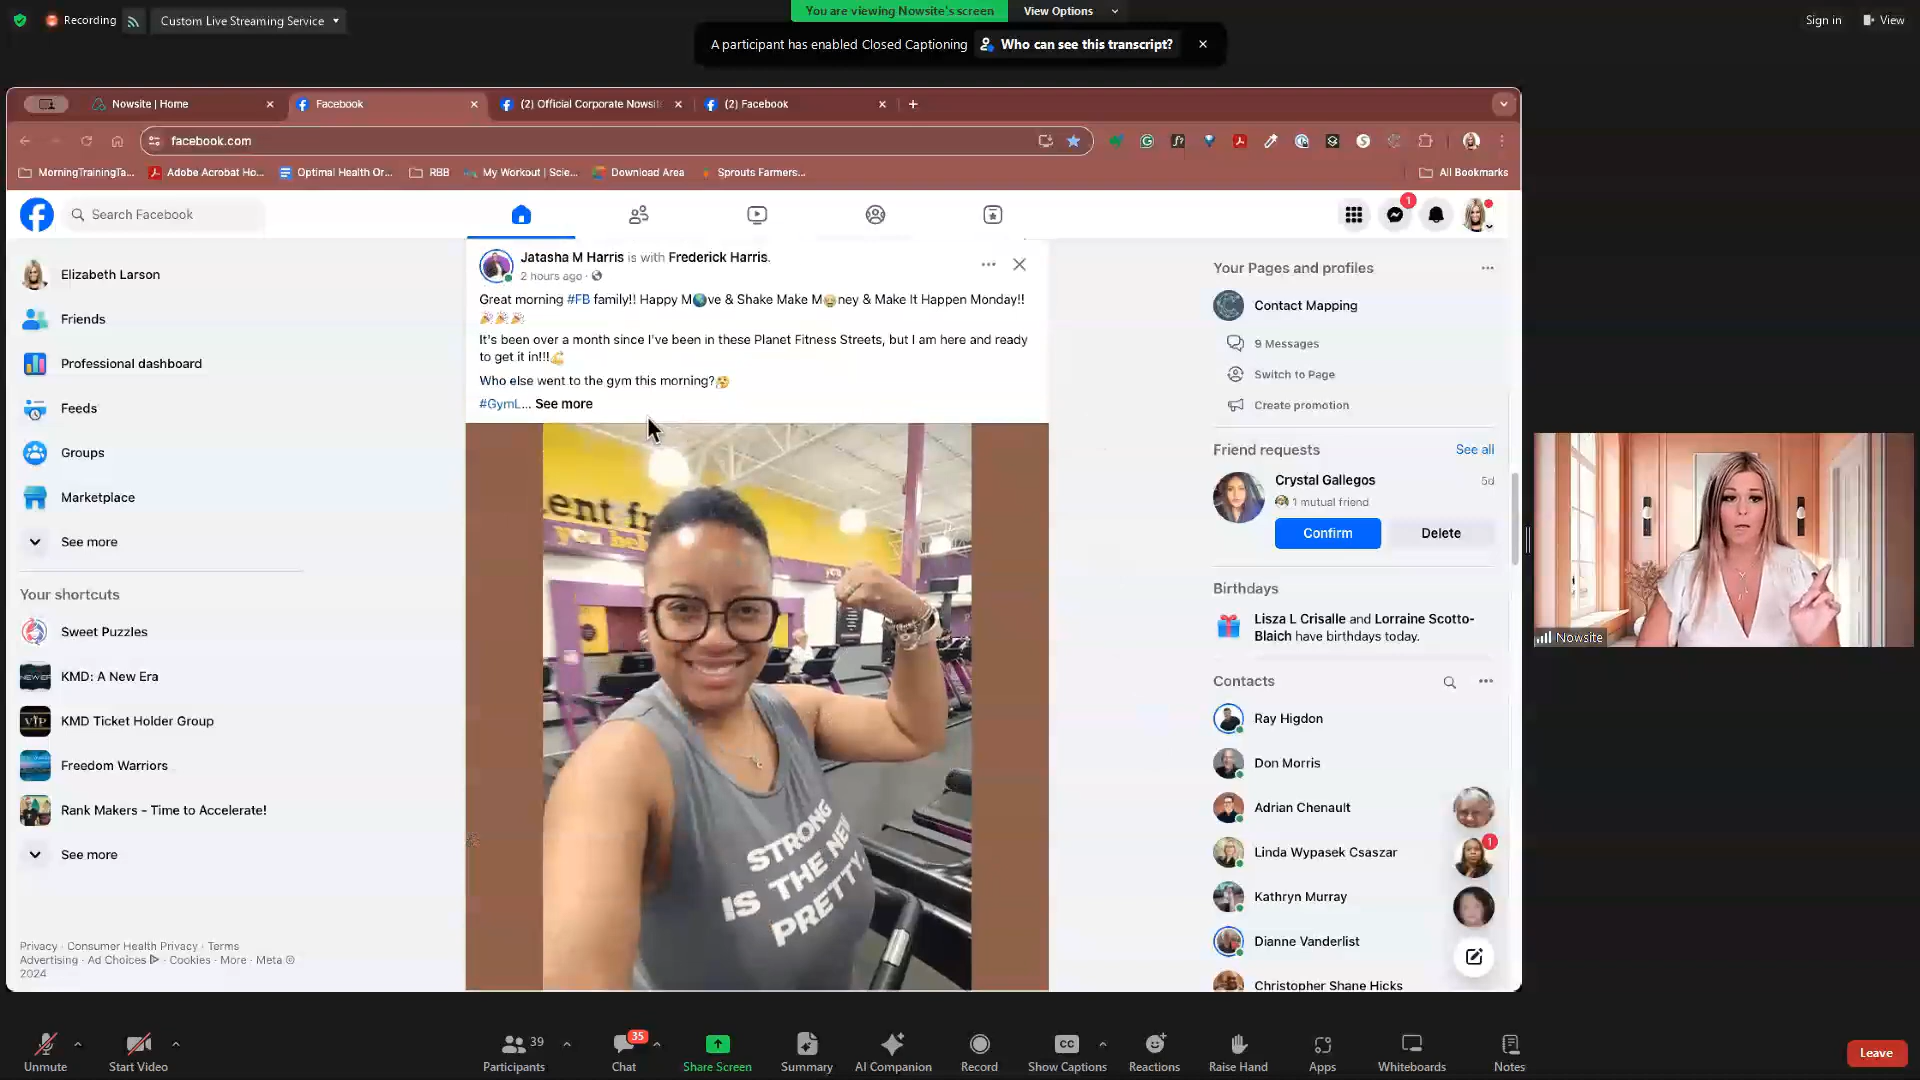 Recording
Custom Live Streaming Service
You are viewing Nowsite's screen
View Options
Sign in
View
A participant has enabled Closed Captioning
Who can see this transcript?
Nowsite | Home
Facebook
(2) Official Corporate Nowsit
(2) Facebook
facebook.com
MorningTrainingTa...
Adobe Acrobat Ho...
Optimal Health Or...
RBB
My Workout | Scie...
Download Area
Sprouts Farmers...
All Bookmarks
Search Facebook
1
Elizabeth Larson
Friends
Professional dashboard
Feeds
Groups
Marketplace
See more
Your shortcuts
Sweet Puzzles
KMD: A New Era
KMD Ticket Holder Group
Freedom Warriors
Rank Makers - Time to Accelerate!
See more
Privacy · Consumer Health Privacy · Terms
Advertising · Ad Choices · Cookies · More · Meta ©
2024
Jatasha M Harris is with Frederick Harris.
2 hours ago ·
Great morning #FB family!! Happy M🌎ve & Shake Make M🤑ney & Make It Happen Monday!!
🎉🎉🎉
It's been over a month since I've been in these Planet Fitness Streets, but I am here and ready
to get it in!!!💪
Who else went to the gym this morning?
#GymL... See more
STRONG
IS THE NEW
PRETTY.
Your Pages and profiles
Contact Mapping
9 Messages
Switch to Page
Create promotion
Friend requests
See all
Crystal Gallegos
5d
1 mutual friend
Confirm
Delete
Birthdays
Lisza L Crisalle and Lorraine Scotto-
Blaich have birthdays today.
Contacts
Ray Higdon
Don Morris
Adrian Chenault
Linda Wypasek Csaszar
1
Kathryn Murray
Dianne Vanderlist
Christopher Shane Hicks
Nowsite
Unmute
Start Video
39
Participants
35
Chat
Share Screen
Summary
AI Companion
Record
CC
Show Captions
Reactions
Raise Hand
Apps
Whiteboards
Notes
Leave